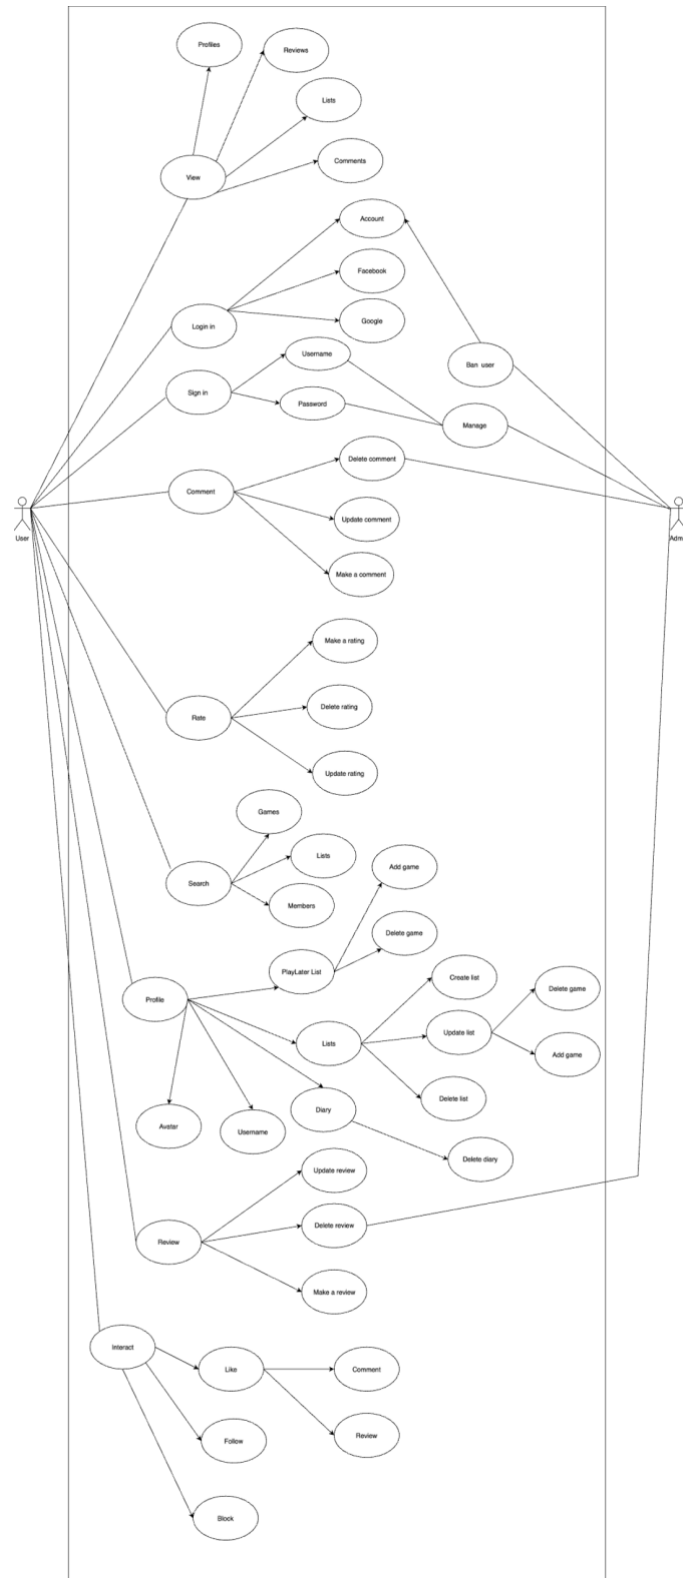 Profiles
Reviews
Lists
Comments
View
Account
Facebook
Google
Login in
Username
Ban user
Sign in
Password
Manage
Delete comment
Comment
Update comment
User
Adm
Make a comment
Make a rating
Delete rating
Rate
Update rating
Games
Lists
Add game
Search
Members
Delete game
PlayLater List
Create list
Delete game
Profile
Update list
Lists
Add game
Delete list
Diary
Avatar
Username
Delete diary
Update review
Delete review
Review
Make a review
Interact
Like
Comment
Review
Follow
Block